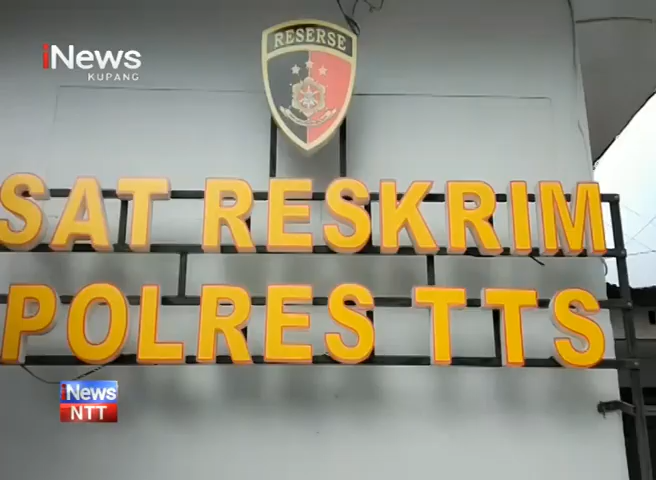 iNews
KUPANG
RESERSE
SAT RESKRIM
POLRES TTS
iNews
NTT